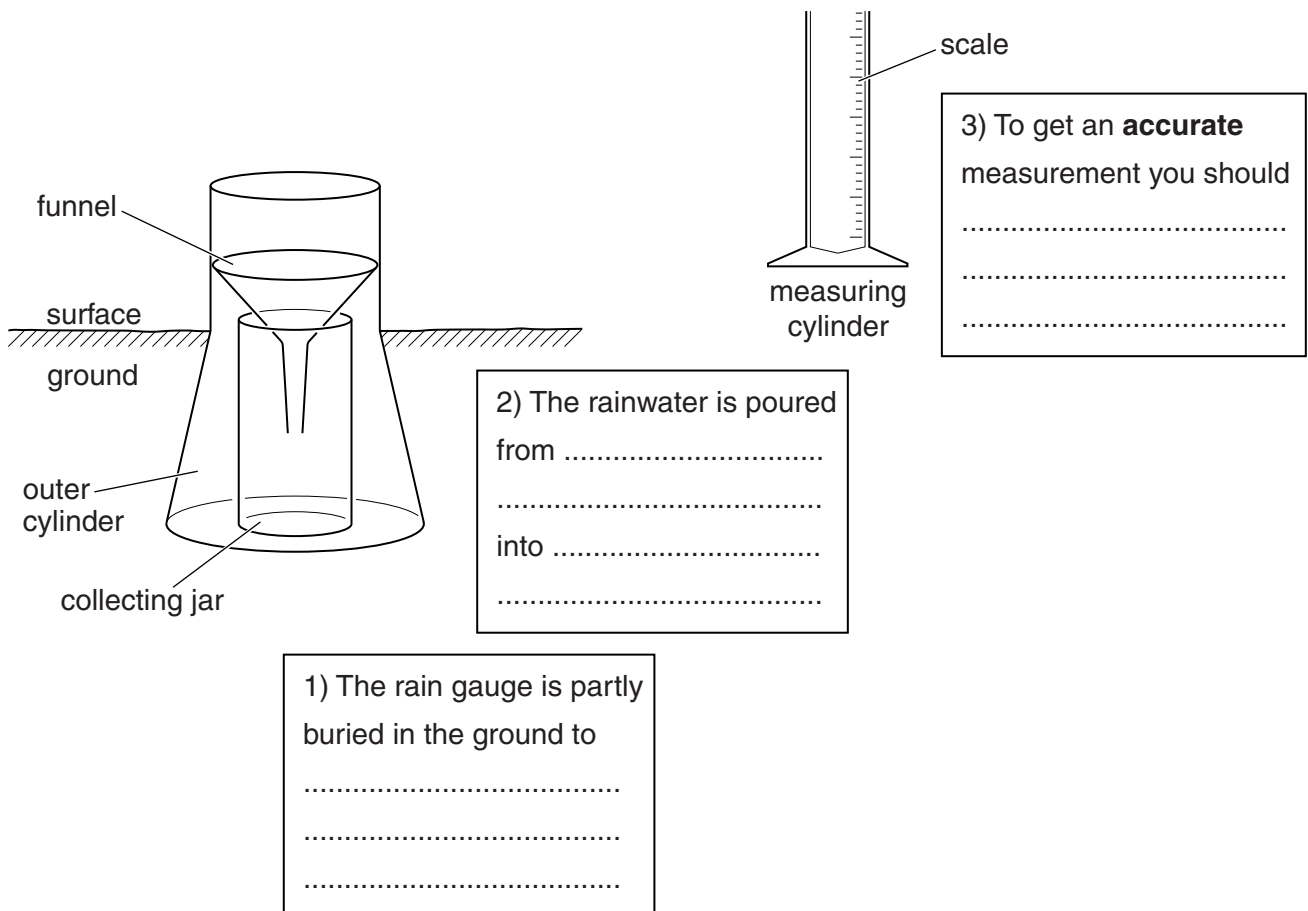 scale
3) To get an accurate
measurement you should
.......................................
.......................................
.......................................
funnel
surface
ground
measuring
cylinder
2) The rainwater is poured
from ...............................
.......................................
into ................................
.......................................
outer
cylinder
collecting jar
1) The rain gauge is partly
buried in the ground to
.......................................
.......................................
.......................................